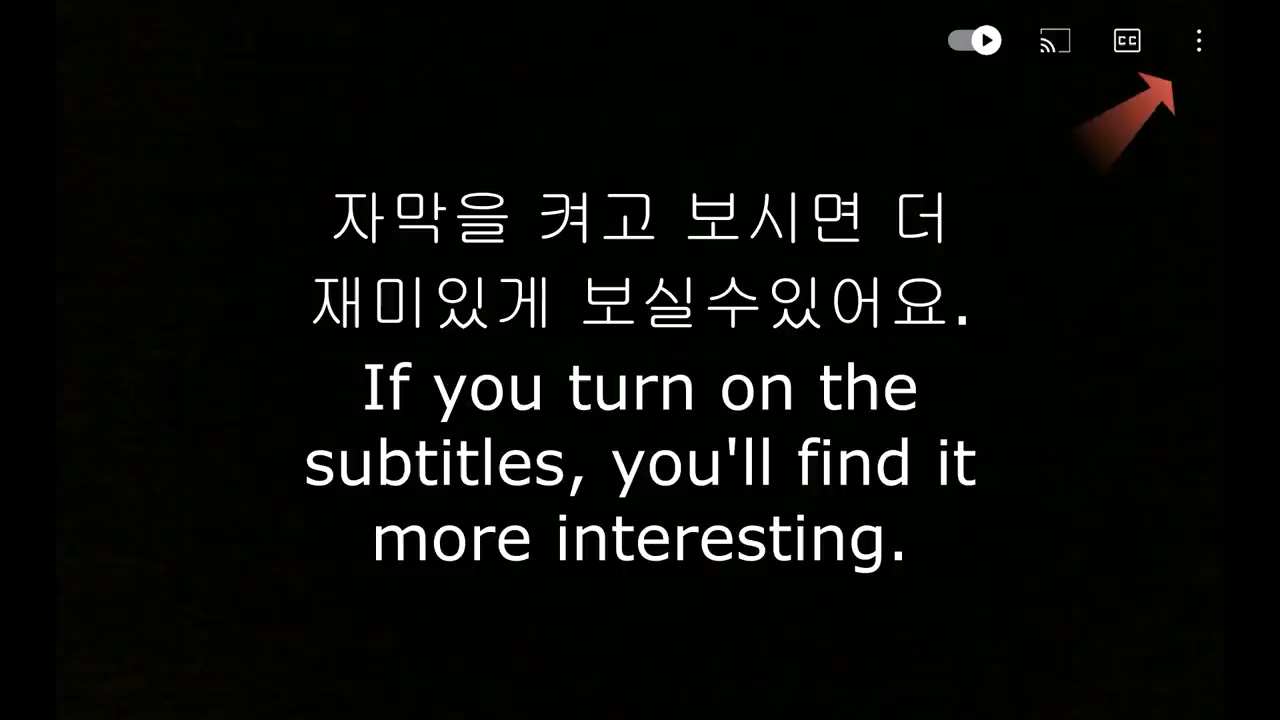 CC
자막을 켜고 보시면 더
재미있게 보실수있어요.
If you turn on the
subtitles, you'll find it
more interesting.